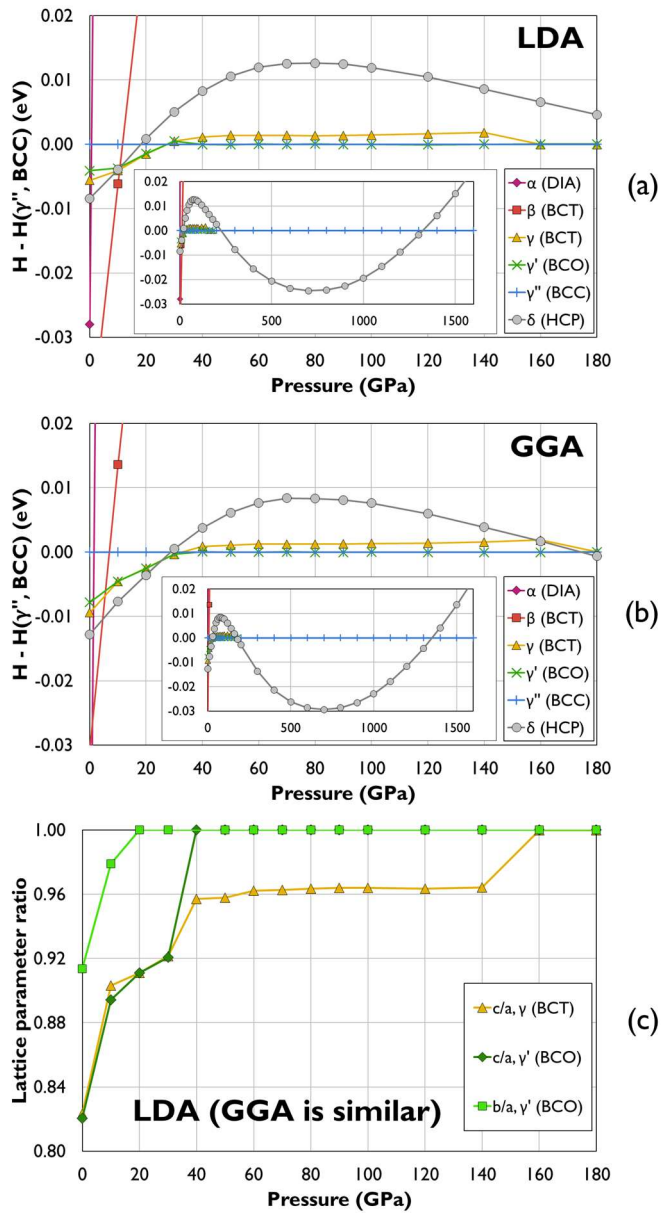 0.02
LDA
0.01
0.00
-0.01
-0.02
-0.03
H - H(γ", BCC) (eV)
0.02
0.01
0.00
-0.01
-0.02
-0.03
0 500 1000 1500
α (DIA)
β (BCT)
γ (BCT)
γ' (BCO)
γ" (BCC)
δ (HCP)
(a)
0 20 40 60 80 100 120 140 160 180
Pressure (GPa)
0.02
GGA
0.01
0.00
-0.01
-0.02
-0.03
H - H(γ", BCC) (eV)
0.02
0.01
0.00
-0.01
-0.02
-0.03
0 500 1000 1500
α (DIA)
β (BCT)
γ (BCT)
γ' (BCO)
γ" (BCC)
δ (HCP)
(b)
0 20 40 60 80 100 120 140 160 180
Pressure (GPa)
1.00
0.96
0.92
0.88
0.84
0.80
Lattice parameter ratio
c/a, γ (BCT)
c/a, γ' (BCO)
b/a, γ' (BCO)
(c)
LDA (GGA is similar)
0 20 40 60 80 100 120 140 160 180
Pressure (GPa)